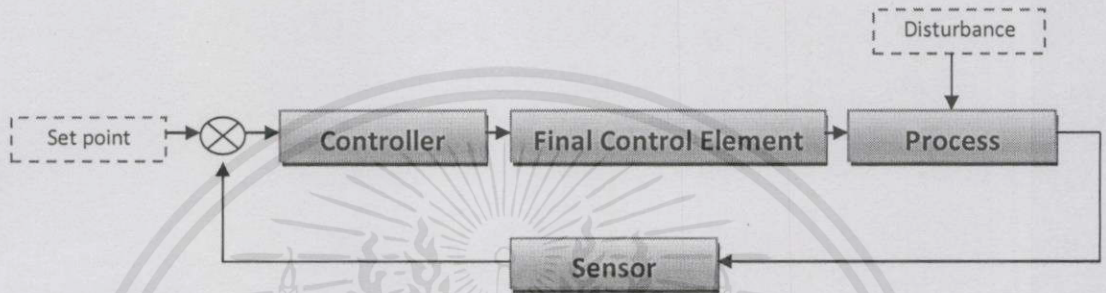 Disturbance
Set point
Controller
Final Control Element
Process
Sensor